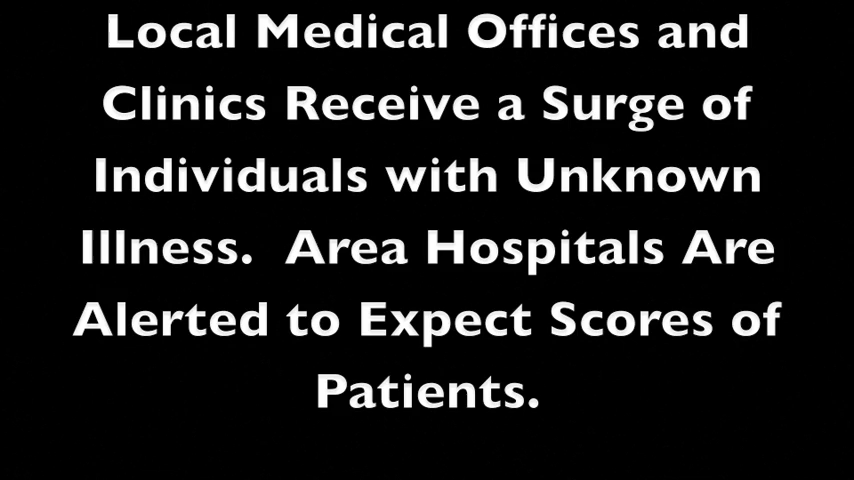 Local Medical Offices and
Clinics Receive a Surge of
Individuals with Unknown
Illness.  Area Hospitals Are
Alerted to Expect Scores of
Patients.